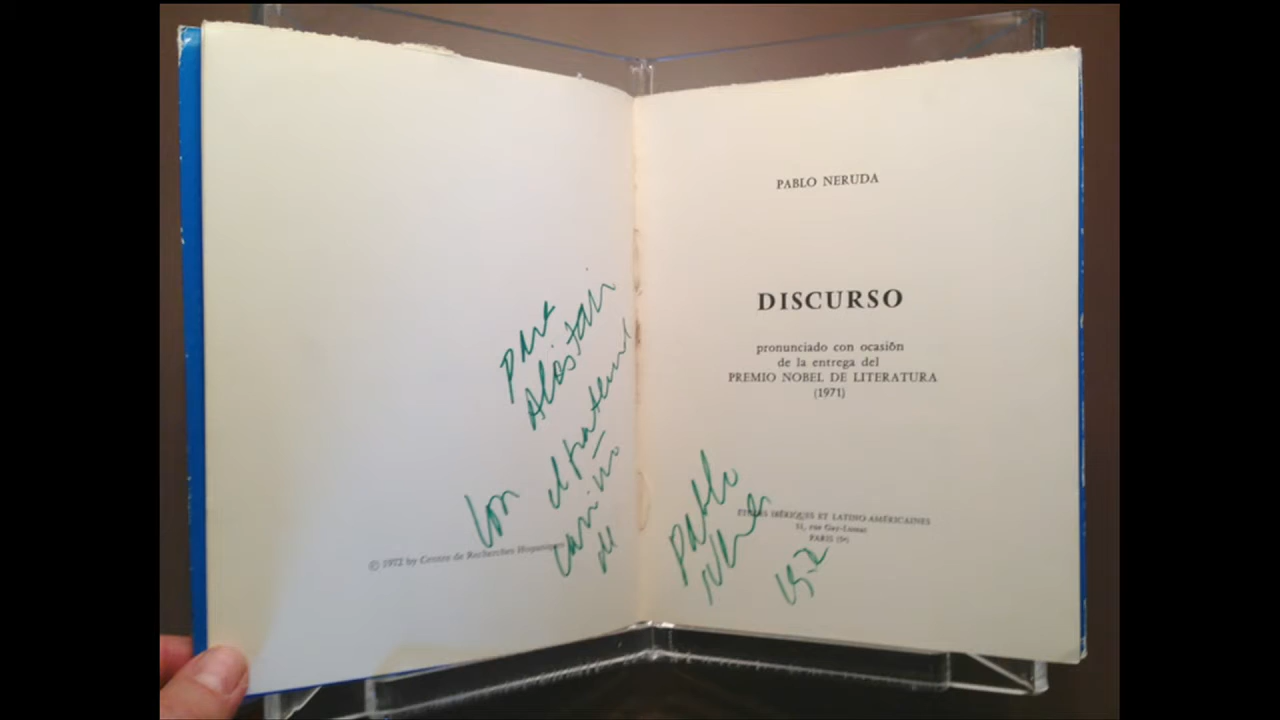 para
Alastair
con el fraternal
cariño
de
© 1972 by Centre de Recherches Hispaniques
PABLO NERUDA
DISCURSO
pronunciado con ocasión
de la entrega del
PREMIO NOBEL DE LITERATURA
(1971)
Pablo
Neruda
ETUDES IBÉRIQUES ET LATINO-AMÉRICAINES
31, rue Gay-Lussac
PARIS (5e)